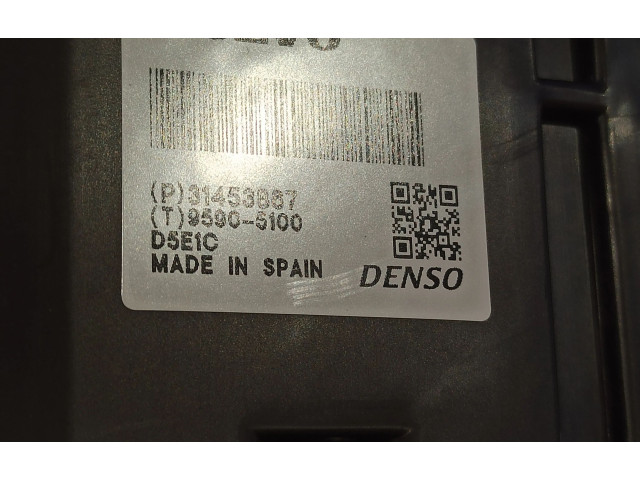 (P)31453867
(T)9590-5100
D5E1C
MADE IN SPAIN
DENSO